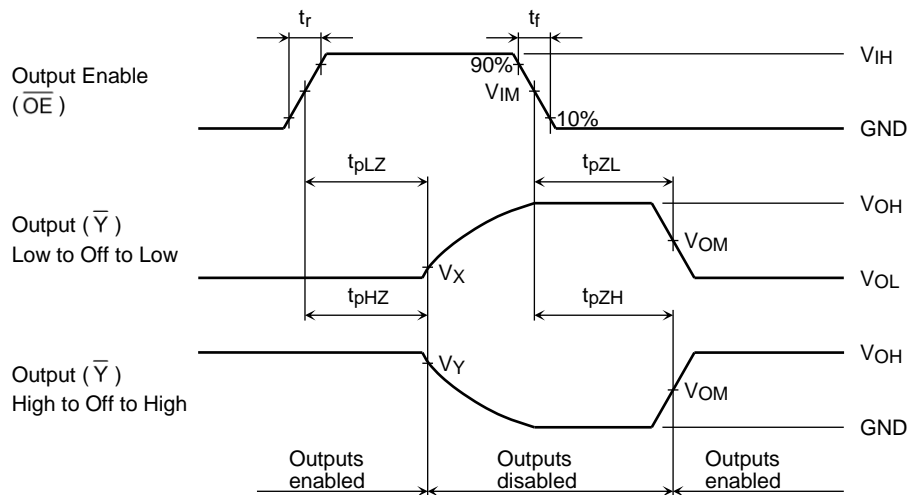 tr
tf
VIH
90%
Output Enable
(OE)
VIM
10%
GND
tpLZ
tpZL
VOH
Output (Y)
Low to Off to Low
VOM
VX
VOL
tpHZ
tpZH
VOH
VY
Output (Y)
High to Off to High
VOM
GND
Outputs
enabled
Outputs
disabled
Outputs
enabled